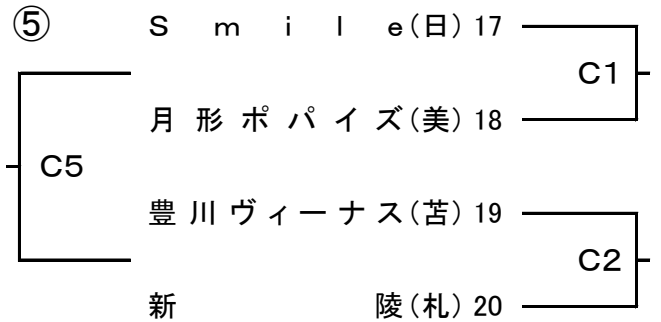 ⑤ Smile(日) 17
C1
月形ポパイズ(美) 18
C5
豊川ヴィーナス(苫) 19
C2
新陵(札) 20